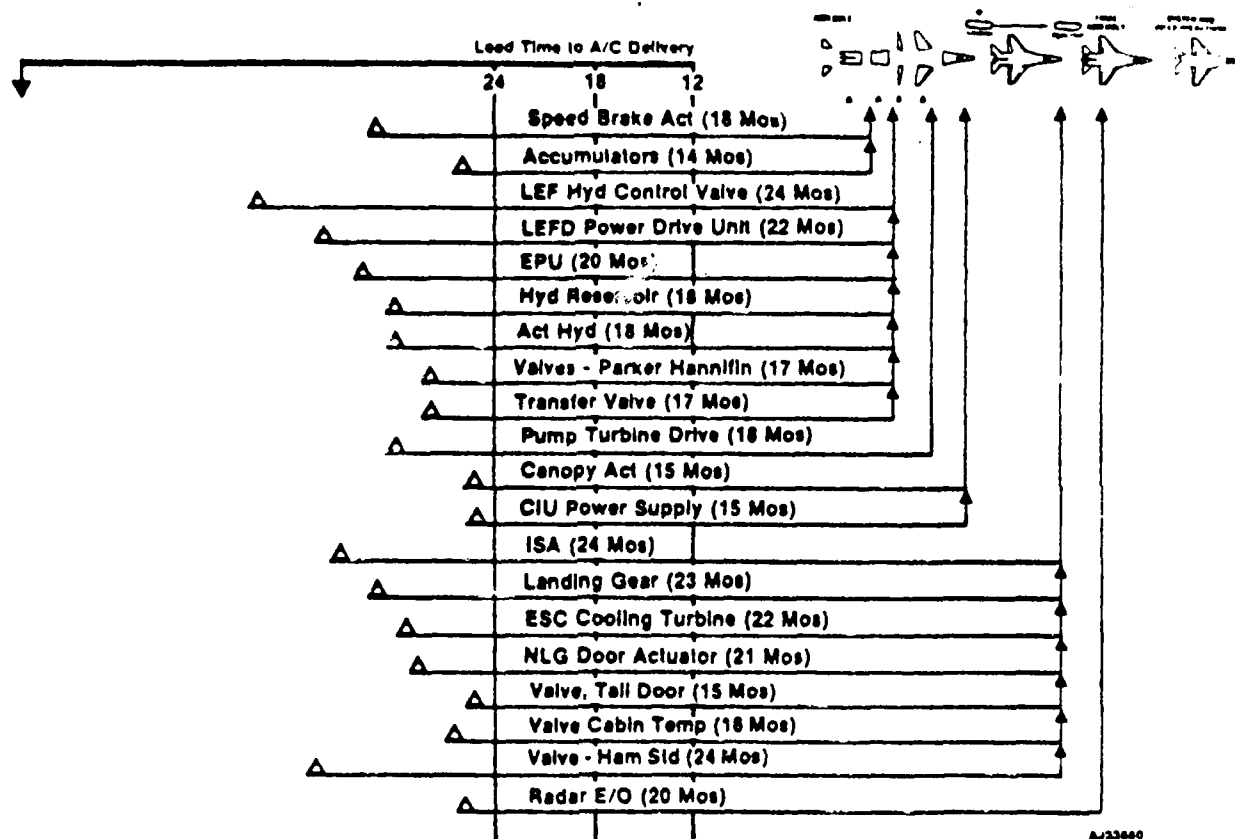 Lead Time to A/C Delivery
24 18 12
Speed Brake Act (18 Mos)
Accumulators (14 Mos)
LEF Hyd Control Valve (24 Mos)
LEFD Power Drive Unit (22 Mos)
EPU (20 Mos)
Hyd Reservoir (18 Mos)
Act Hyd (18 Mos)
Valves - Parker Hannifin (17 Mos)
Transfer Valve (17 Mos)
Pump Turbine Drive (18 Mos)
Canopy Act (15 Mos)
CIU Power Supply (15 Mos)
ISA (24 Mos)
Landing Gear (23 Mos)
ESC Cooling Turbine (22 Mos)
NLG Door Actuator (21 Mos)
Valve, Tail Door (15 Mos)
Valve Cabin Temp (18 Mos)
Valve - Ham Std (24 Mos)
Radar E/O (20 Mos)